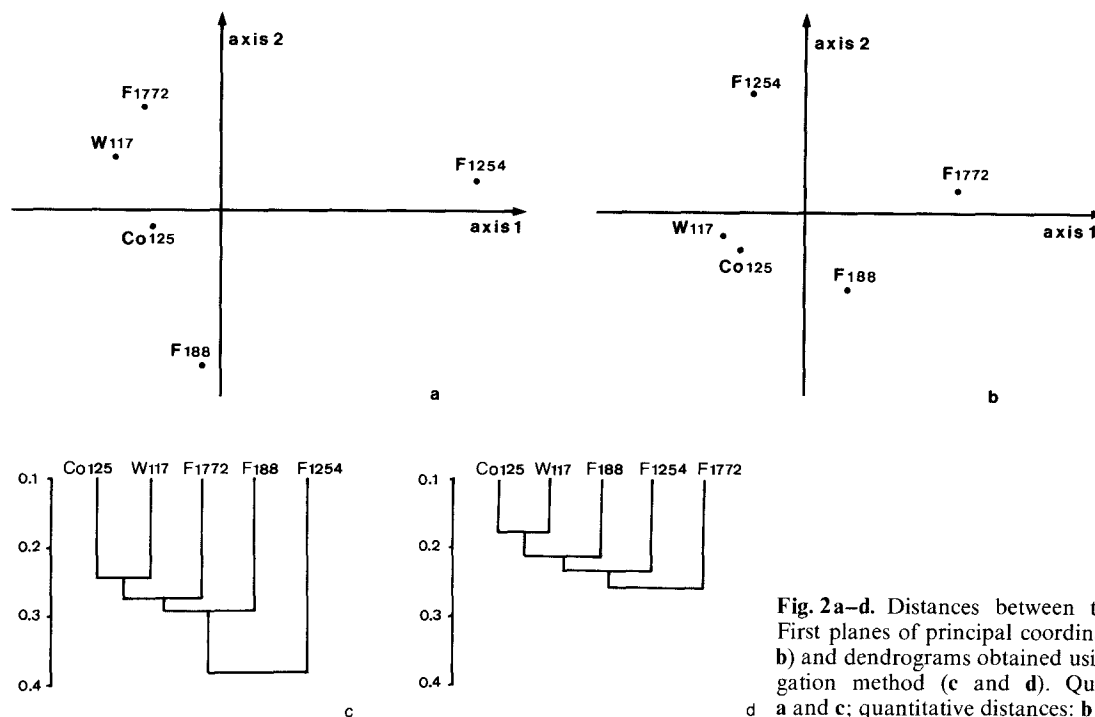 axis 2
F1772
W117
F1254
axis 1
Co125
F188
a
axis 2
F1254
F1772
axis 1
W117
Co125
F188
b
Co125 W117 F1772 F188 F1254
0.1
0.2
0.3
0.4
c
Co125 W117 F188 F1254 F1772
0.1
0.2
0.3
0.4
d
Fig. 2a–d. Distances between t
First planes of principal coordin
b) and dendrograms obtained usi
gation method (c and d). Qu
a and c; quantitative distances: b